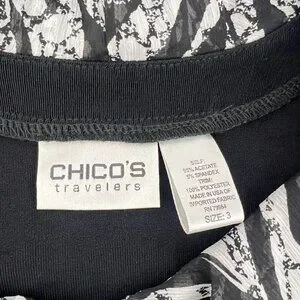 CHICO'S
travelers
SELF:
95% ACETATE
5% SPANDEX
TRIM:
100% POLYESTER
MADE IN USA OF
IMPORTED FABRIC
RN 79984
SIZE: 3